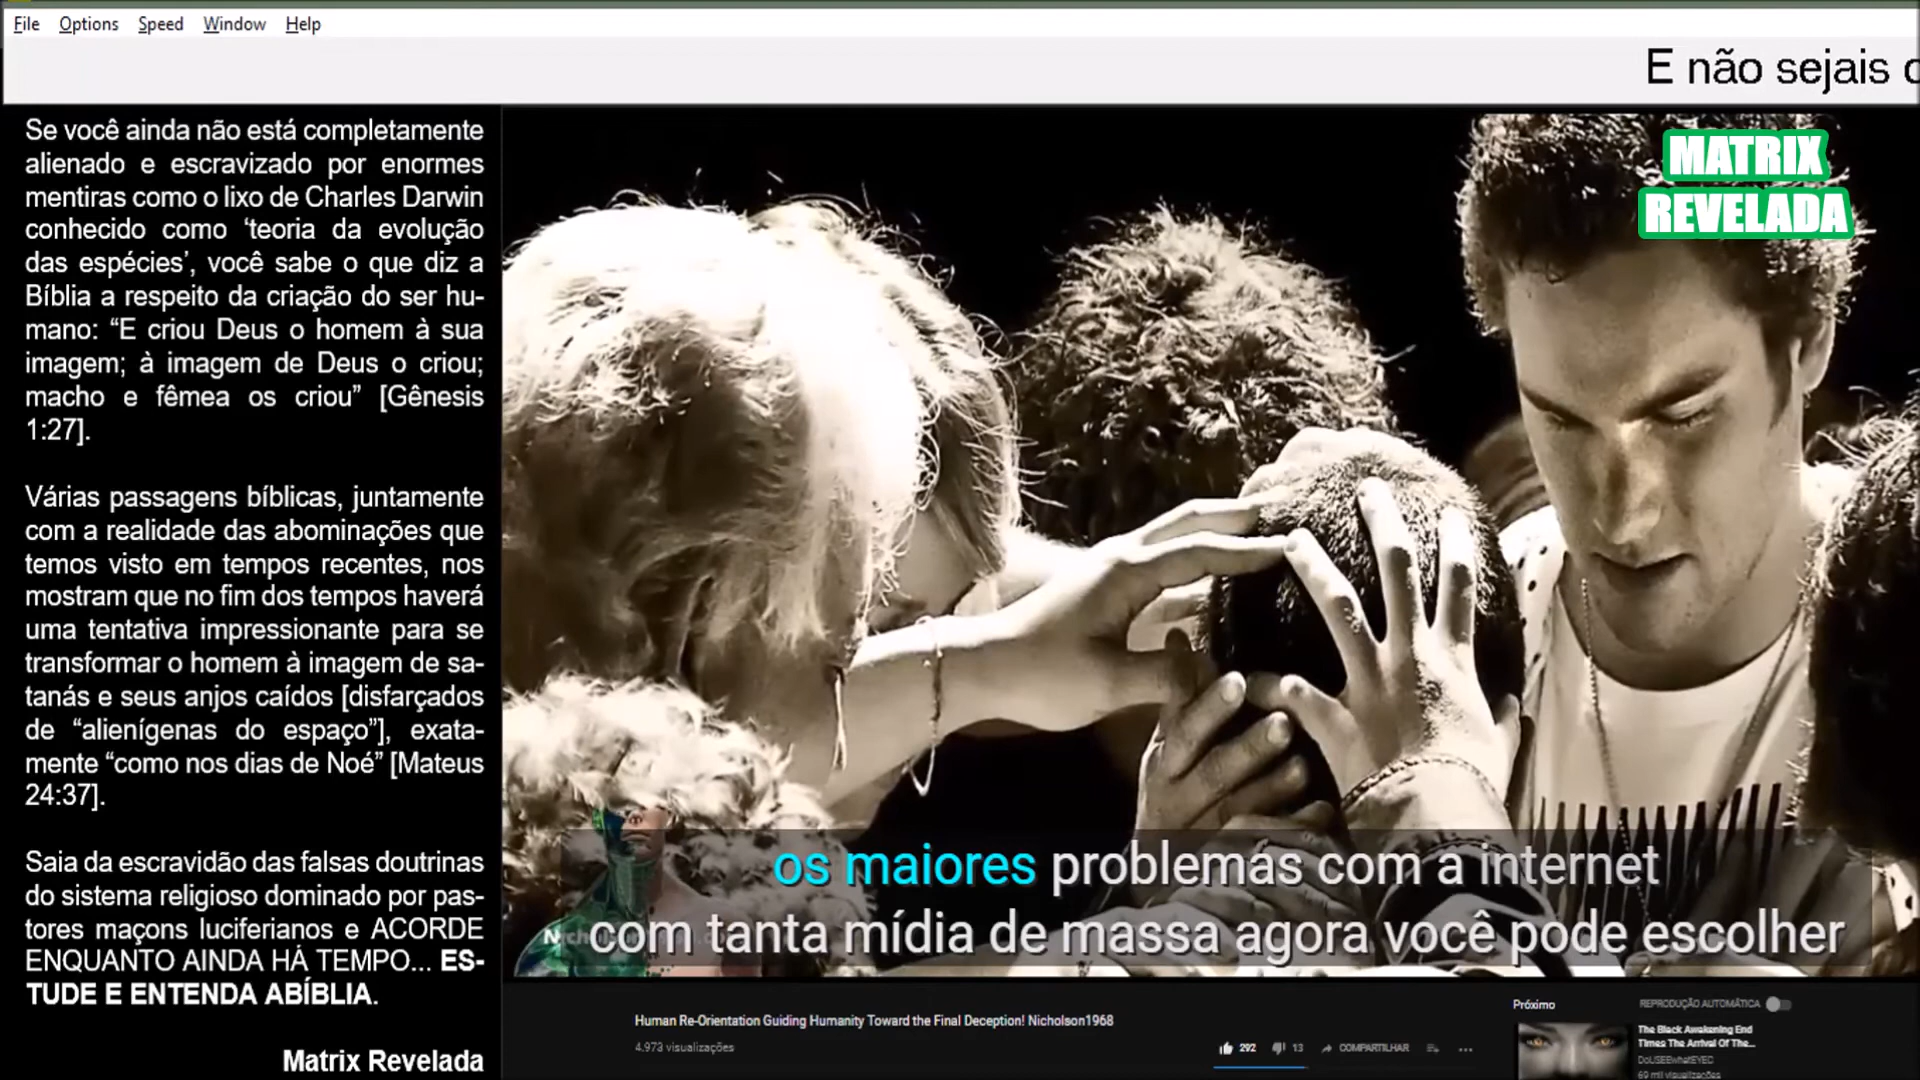 File Options Speed Window Help
E não sejais
MATRIX
REVELADA
Se você ainda não está completamente
alienado e escravizado por enormes
mentiras como o lixo de Charles Darwin
conhecido como ‘teoria da evolução
das espécies’, você sabe o que diz a
Bíblia a respeito da criação do ser hu-
mano: “E criou Deus o homem à sua
imagem; à imagem de Deus o criou;
macho e fêmea os criou” [Gênesis
1:27].
Várias passagens bíblicas, juntamente
com a realidade das abominações que
temos visto em tempos recentes, nos
mostram que no fim dos tempos haverá
uma tentativa impressionante para se
transformar o homem à imagem de sa-
tanás e seus anjos caídos [disfarçados
de “alienígenas do espaço”], exata-
mente “como nos dias de Noé” [Mateus
24:37].
Saia da escravidão das falsas doutrinas
do sistema religioso dominado por pas-
tores maçons luciferianos e ACORDE
ENQUANTO AINDA HÁ TEMPO... ES-
TUDE E ENTENDA ABÍBLIA.
Matrix Revelada
os maiores problemas com a internet
com tanta mídia de massa agora você pode escolher
Human Re-Orientation Guiding Humanity Toward the Final Deception! Nicholson1968
4.973 visualizações
292 13 COMPARTILHAR
Próximo REPRODUÇÃO AUTOMÁTICA
The Black Awakening End
Times The Arrival Of The...
DoUSEEwhatEYEC
69 mil visualizações